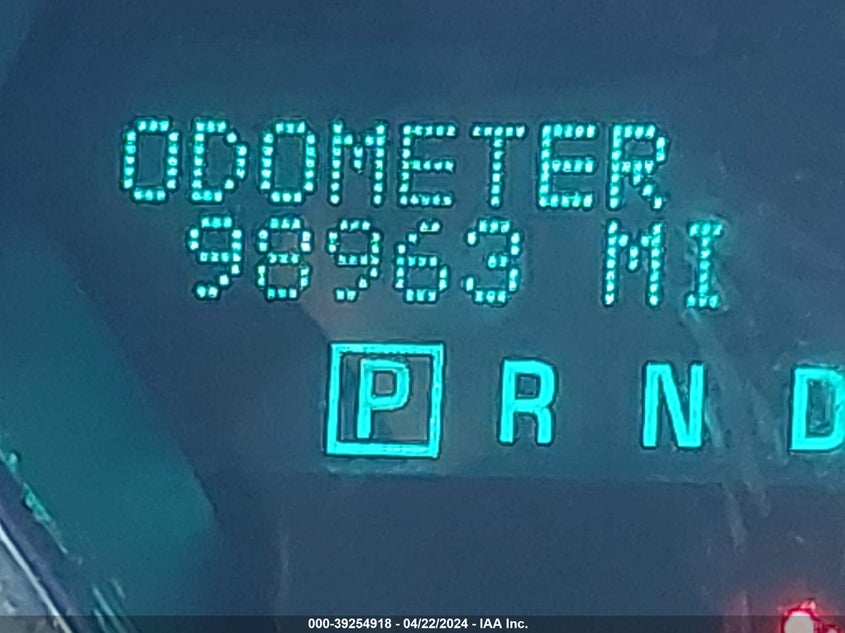 ODOMETER
98963 MI
P R N D
000-39254918 - 04/22/2024 - IAA Inc.